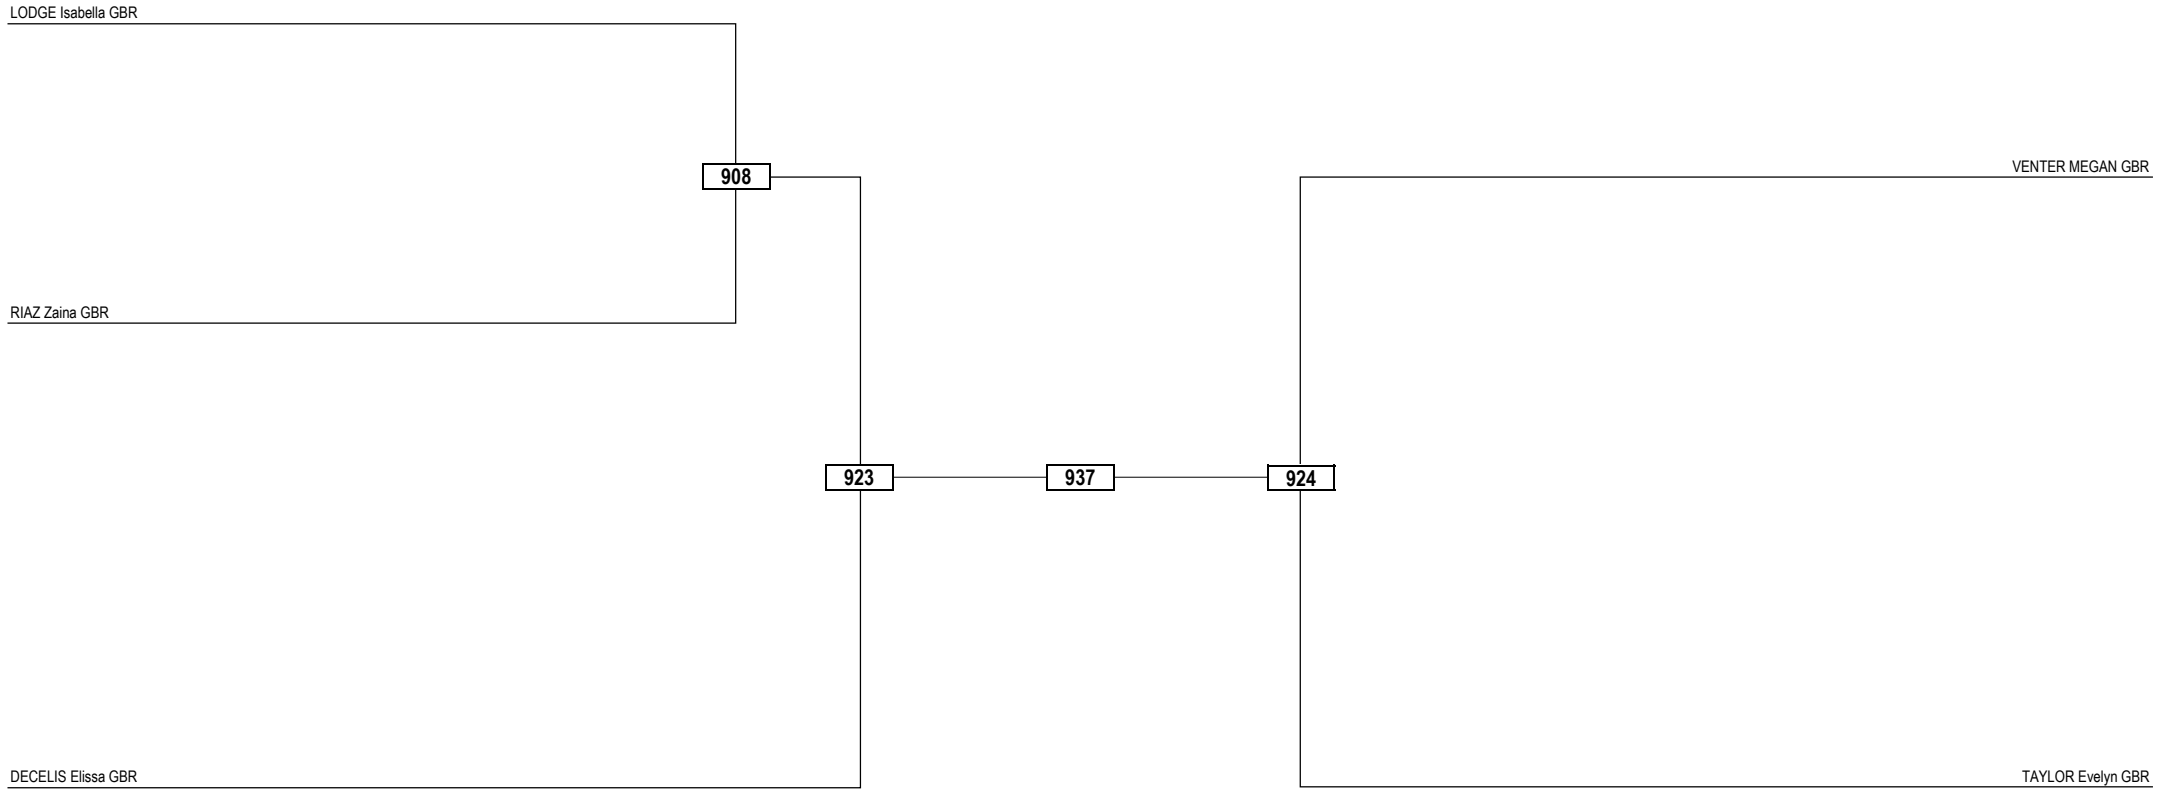 LODGE Isabella GBR
908
VENTER MEGAN GBR
RIAZ Zaina GBR
923
937
924
DECELIS Elissa GBR
TAYLOR Evelyn GBR